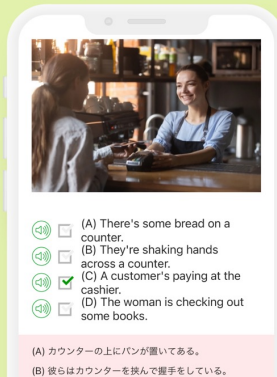 (A) There's some bread on a
counter.
(B) They're shaking hands
across a counter.
(C) A customer's paying at the
cashier.
(D) The woman is checking out
some books.
(A) カウンターの上にパンが置いてある。
(B) 彼らはカウンターを挟んで握手をしている。